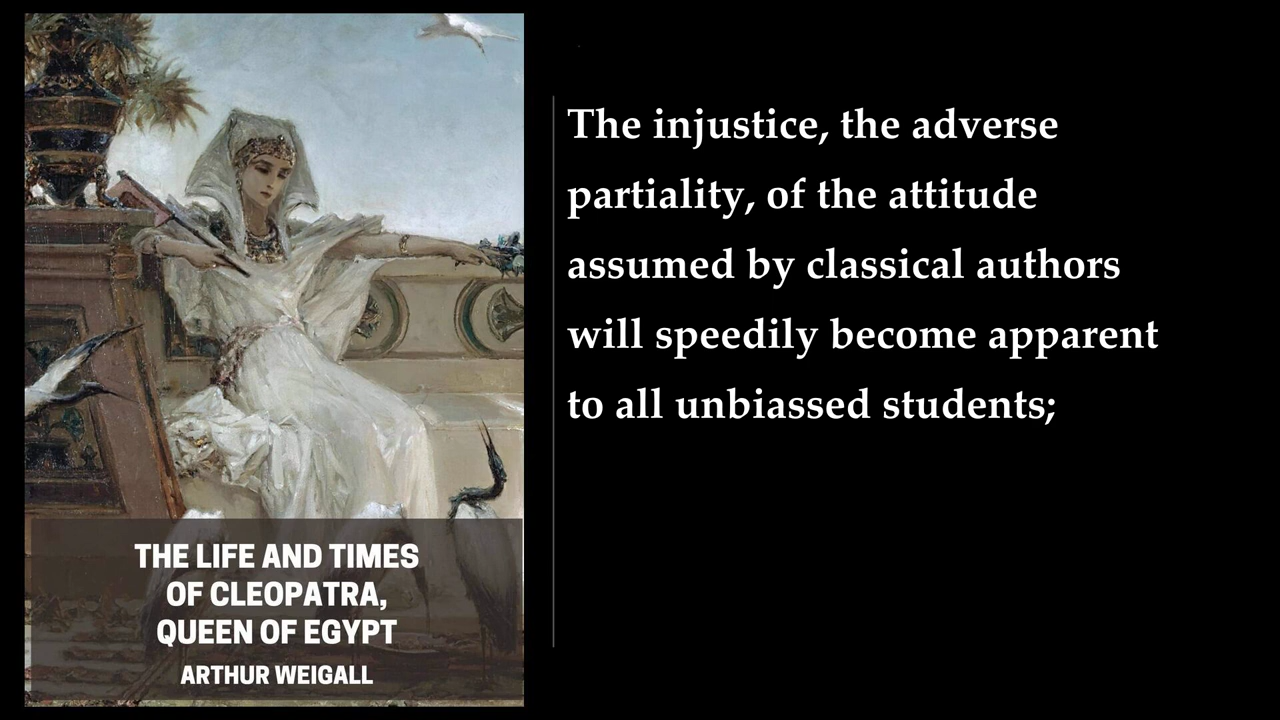 The injustice, the adverse
partiality, of the attitude
assumed by classical authors
will speedily become apparent
to all unbiassed students;
THE LIFE AND TIMES
OF CLEOPATRA,
QUEEN OF EGYPT
ARTHUR WEIGALL